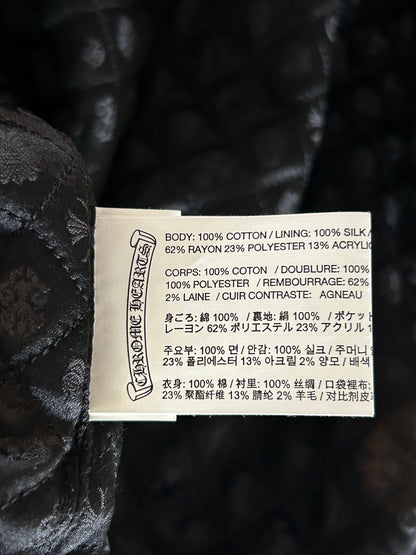 CHROME HEARTS
BODY: 100% COTTON / LINING: 100% SILK /
62% RAYON 23% POLYESTER 13% ACRYLIC
CORPS: 100% COTON / DOUBLURE: 100%
100% POLYESTER / REMBOURRAGE: 62%
2% LAINE / CUIR CONTRASTE: AGNEAU
身ごろ: 綿 100% / 裏地: 絹 100% / ポケット
レーヨン 62% ポリエステル 23% アクリル 1
주요부: 100% 면 / 안감: 100% 실크 / 주머니
23% 폴리에스터 13% 아크릴 2% 양모 / 배색
衣身: 100% 棉 / 衬里: 100% 丝绸 / 口袋裡布:
23% 聚酯纤维 13% 腈纶 2% 羊毛 / 对比剂皮